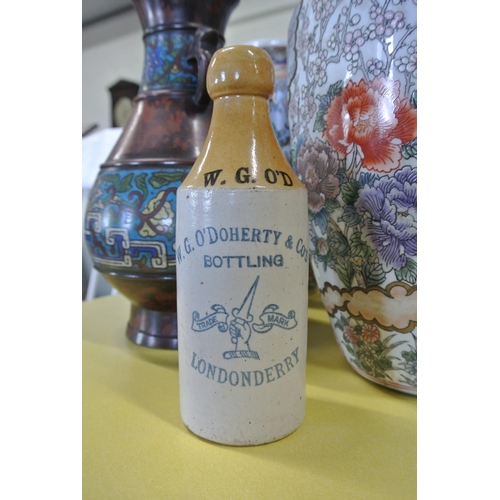 W. G. O'D
W. G. O'DOHERTY & CO'S
BOTTLING
TRADE MARK
LONDONDERRY